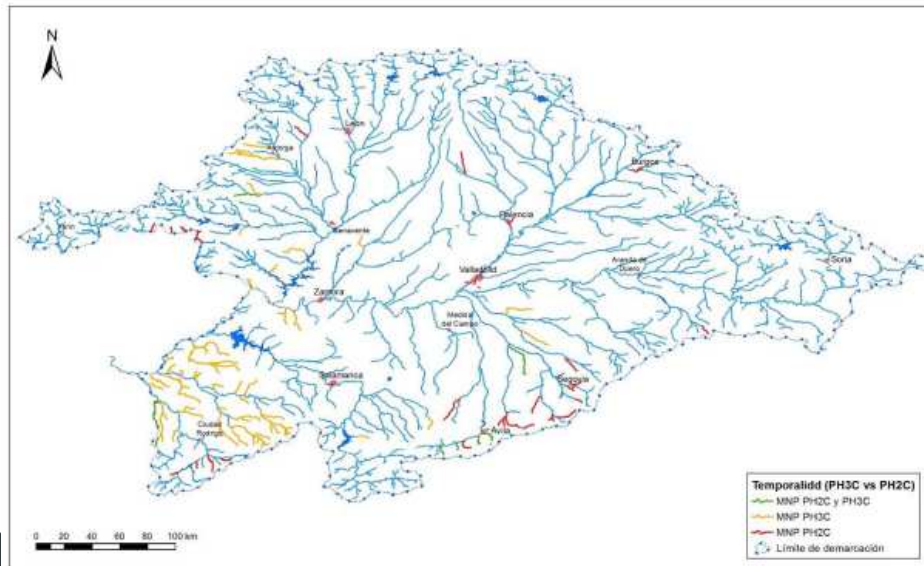 N
León
Astorga
Burgos
Palencia
Benavente
Soria
Aranda de
Duero
Valladolid
Zamora
Medina
del Campo
Salamanca
Segovia
Ciudad
Rodrigo
Ávila
Temporalidd (PH3C vs PH2C)
MNP PH2C y PH3C
MNP PH3C
MNP PH2C
Límite de demarcación
0 20 40 60 80 100 km